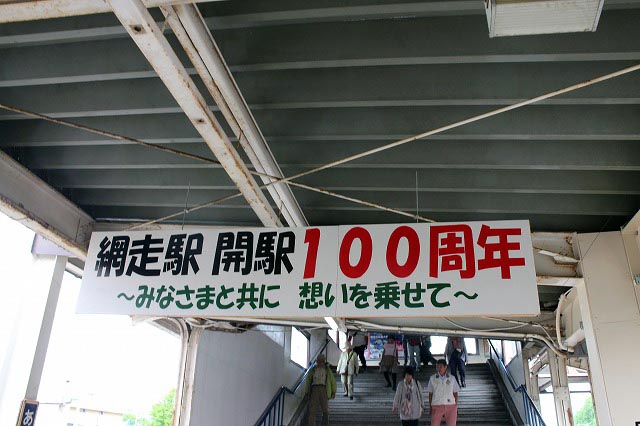 網走駅 開駅100周年
～みなさまと共に 想いを乗せて～
あ